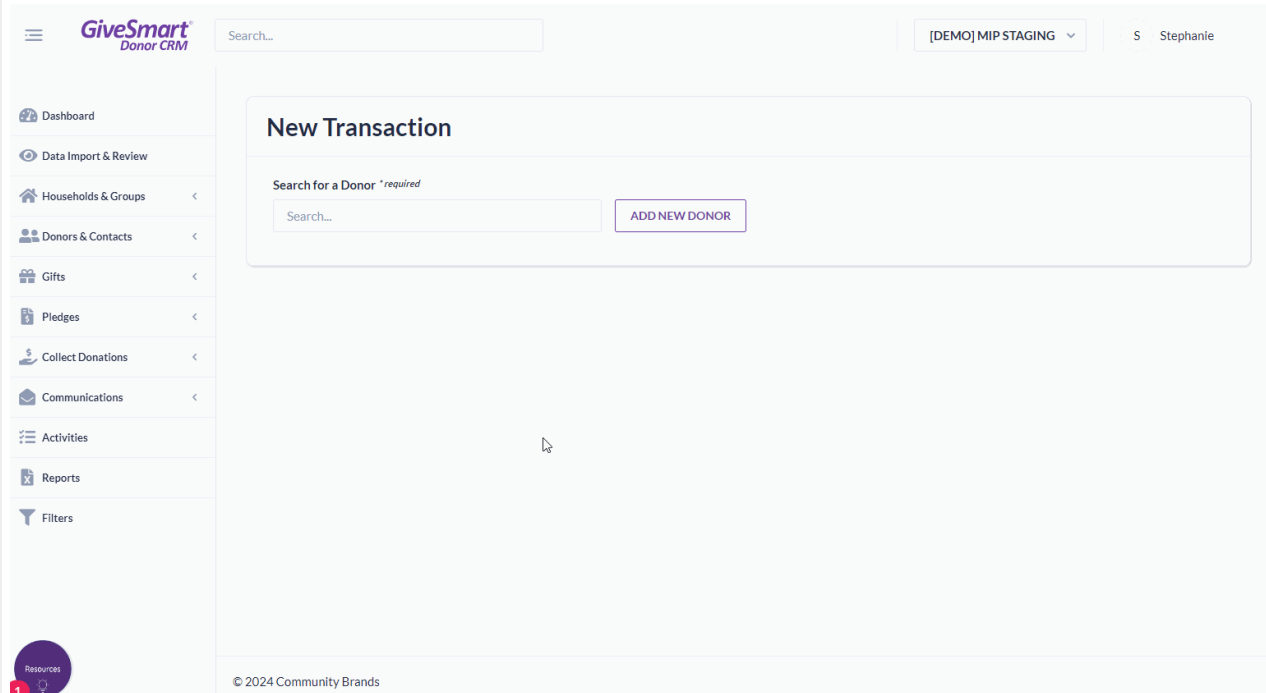 GiveSmart®
Donor CRM
Search...
[DEMO] MIP STAGING
S Stephanie
Dashboard
Data Import & Review
Households & Groups
Donors & Contacts
Gifts
Pledges
Collect Donations
Communications
Activities
Reports
Filters
New Transaction
Search for a Donor *required
Search...
ADD NEW DONOR
Resources
1
© 2024 Community Brands